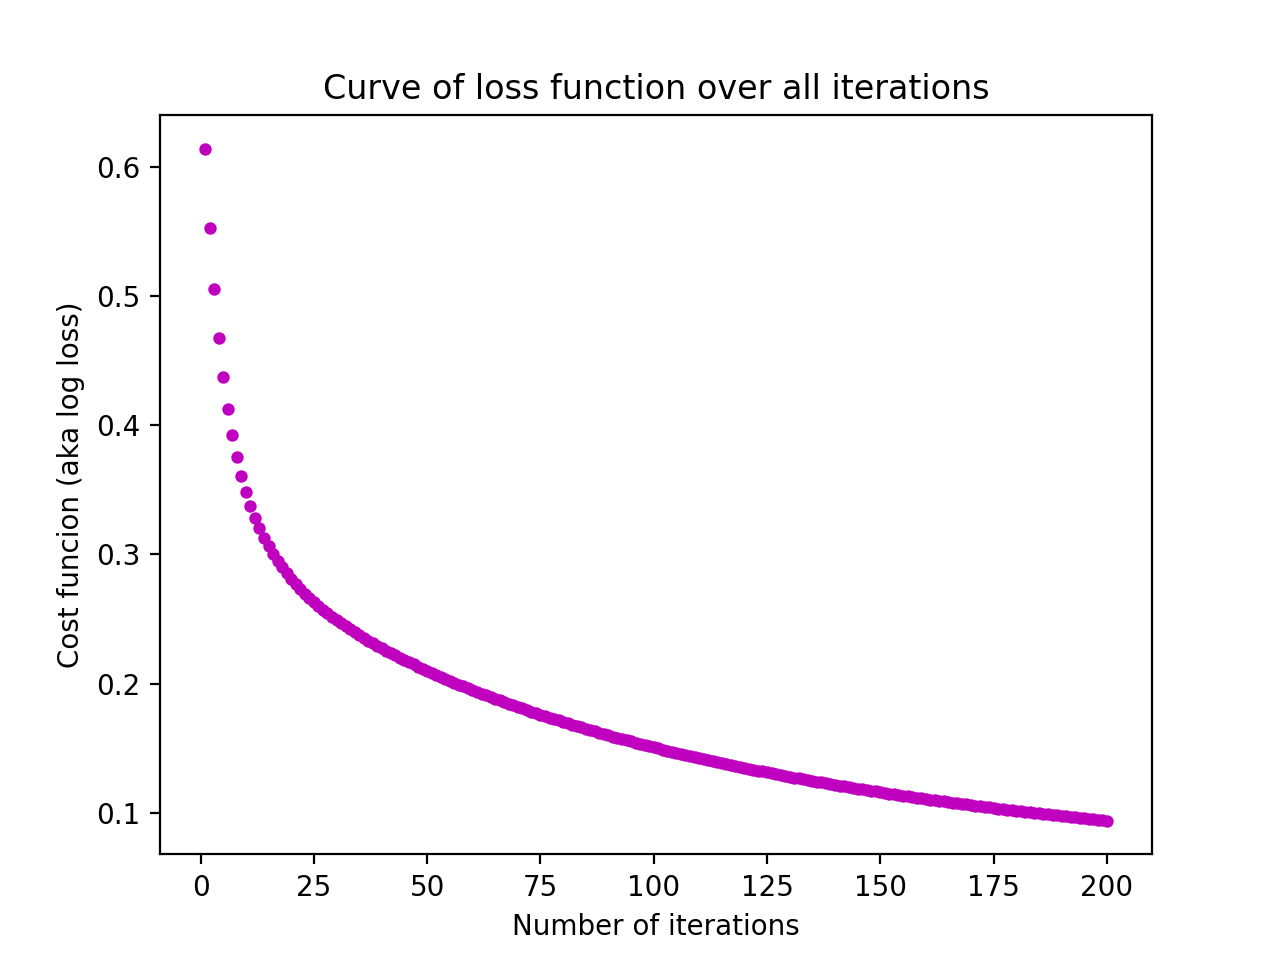 Curve of loss function over all iterations
Cost funcion (aka log loss)
0.6
0.5
0.4
0.3
0.2
0.1
0 25 50 75 100 125 150 175 200
Number of iterations